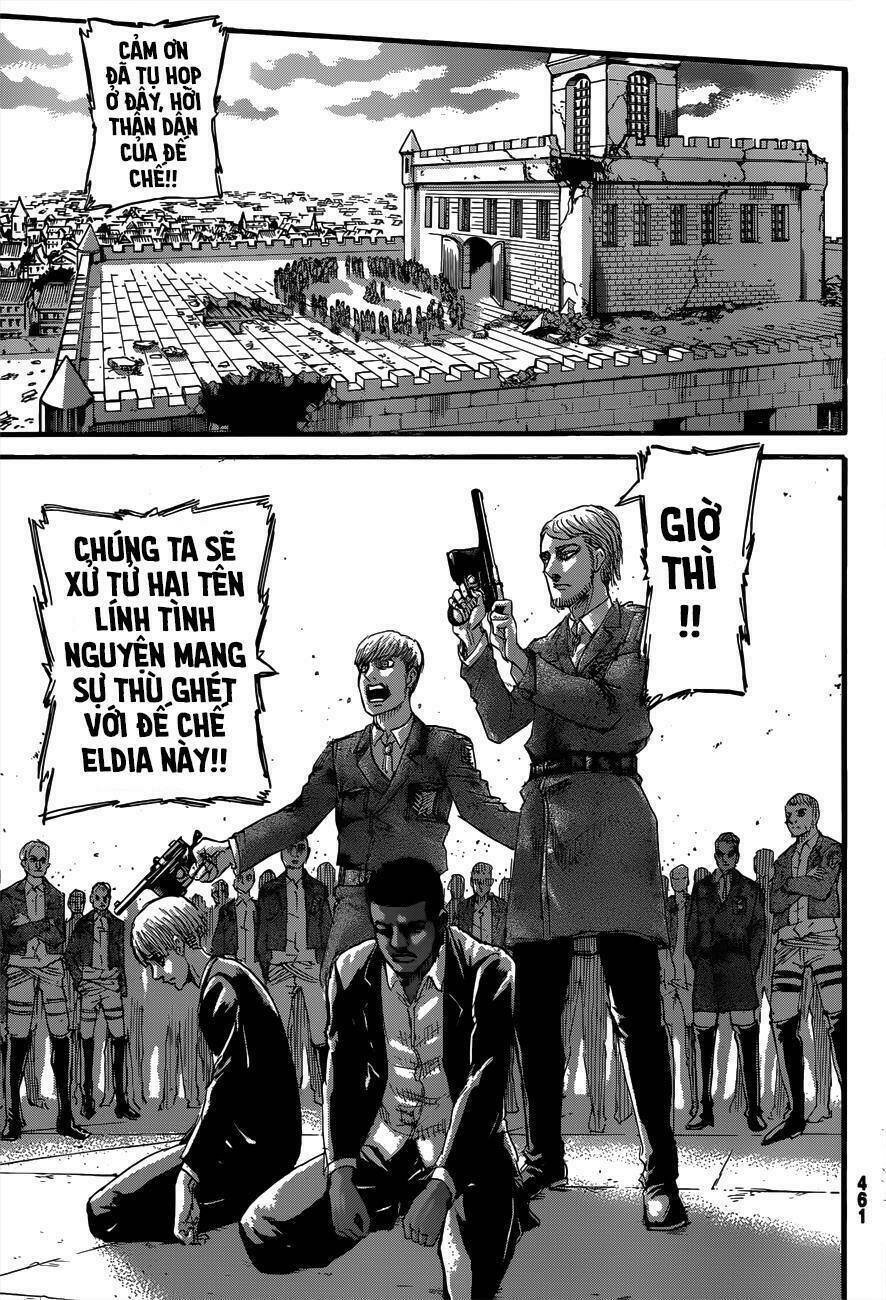 CẢM ƠN
ĐÃ TỤ HỌP
Ở ĐÂY, HỠI
THẦN DÂN
CỦA ĐẾ
CHẾ!!
GIỜ
THÌ
!!
CHÚNG TA SẼ
XỬ TỬ HAI TÊN
LÍNH TÌNH
NGUYỆN MANG
SỰ THÙ GHÉT
VỚI ĐẾ CHẾ
ELDIA NÀY!!
461